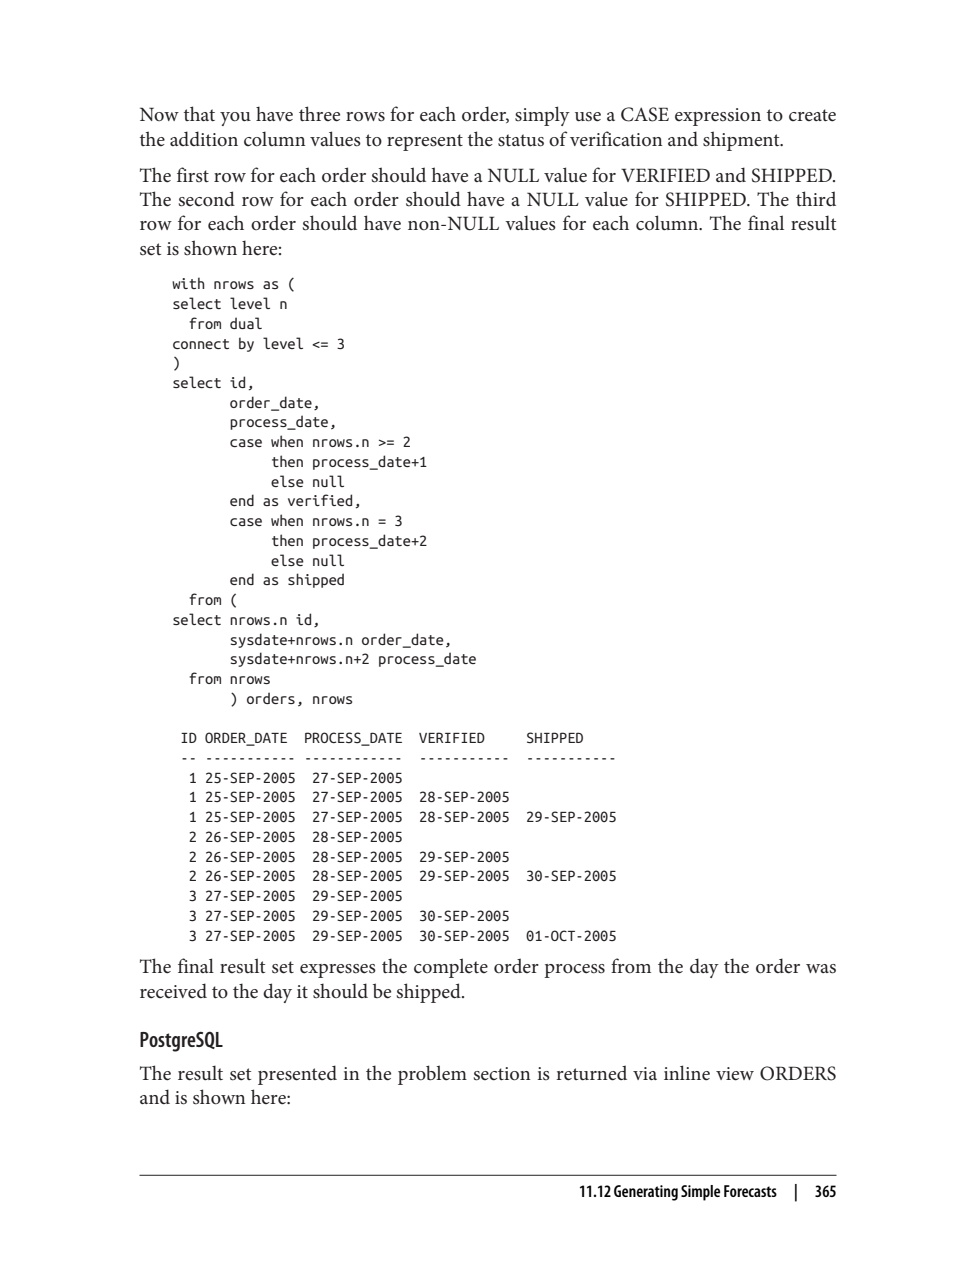 Now that you have three rows for each order, simply use a CASE expression to create
the addition column values to represent the status of verification and shipment.
The first row for each order should have a NULL value for VERIFIED and SHIPPED.
The second row for each order should have a NULL value for SHIPPED. The third
row for each order should have non-NULL values for each column. The final result
set is shown here:
with nrows as (
select level n
  from dual
connect by level <= 3
)
select id,
       order_date,
       process_date,
       case when nrows.n >= 2
            then process_date+1
            else null
       end as verified,
       case when nrows.n = 3
            then process_date+2
            else null
       end as shipped
  from (
select nrows.n id,
       sysdate+nrows.n order_date,
       sysdate+nrows.n+2 process_date
  from nrows
       ) orders, nrows
 ID ORDER_DATE  PROCESS_DATE  VERIFIED     SHIPPED
 -- ----------- ------------  -----------  -----------
  1 25-SEP-2005  27-SEP-2005
  1 25-SEP-2005  27-SEP-2005  28-SEP-2005
  1 25-SEP-2005  27-SEP-2005  28-SEP-2005  29-SEP-2005
  2 26-SEP-2005  28-SEP-2005
  2 26-SEP-2005  28-SEP-2005  29-SEP-2005
  2 26-SEP-2005  28-SEP-2005  29-SEP-2005  30-SEP-2005
  3 27-SEP-2005  29-SEP-2005
  3 27-SEP-2005  29-SEP-2005  30-SEP-2005
  3 27-SEP-2005  29-SEP-2005  30-SEP-2005  01-OCT-2005
The final result set expresses the complete order process from the day the order was
received to the day it should be shipped.
PostgreSQL
The result set presented in the problem section is returned via inline view ORDERS
and is shown here:
11.12 Generating Simple Forecasts | 365